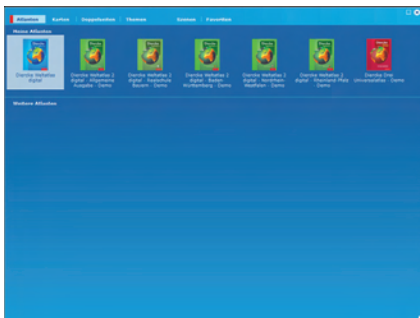 Atlanten Karten Doppelseiten Themen Szenen Favoriten
Meine Atlanten
Diercke Weltatlas digital
Diercke Weltatlas 2 digital - Allgemeine Ausgabe - Demo
Diercke Weltatlas 2 digital - Realschule Bayern - Demo
Diercke Weltatlas 2 digital - Baden-Württemberg - Demo
Diercke Weltatlas 2 digital - Nordrhein-Westfalen - Demo
Diercke Weltatlas 2 digital - Rheinland-Pfalz - Demo
Diercke Drei Universalatlas - Demo
Weitere Atlanten